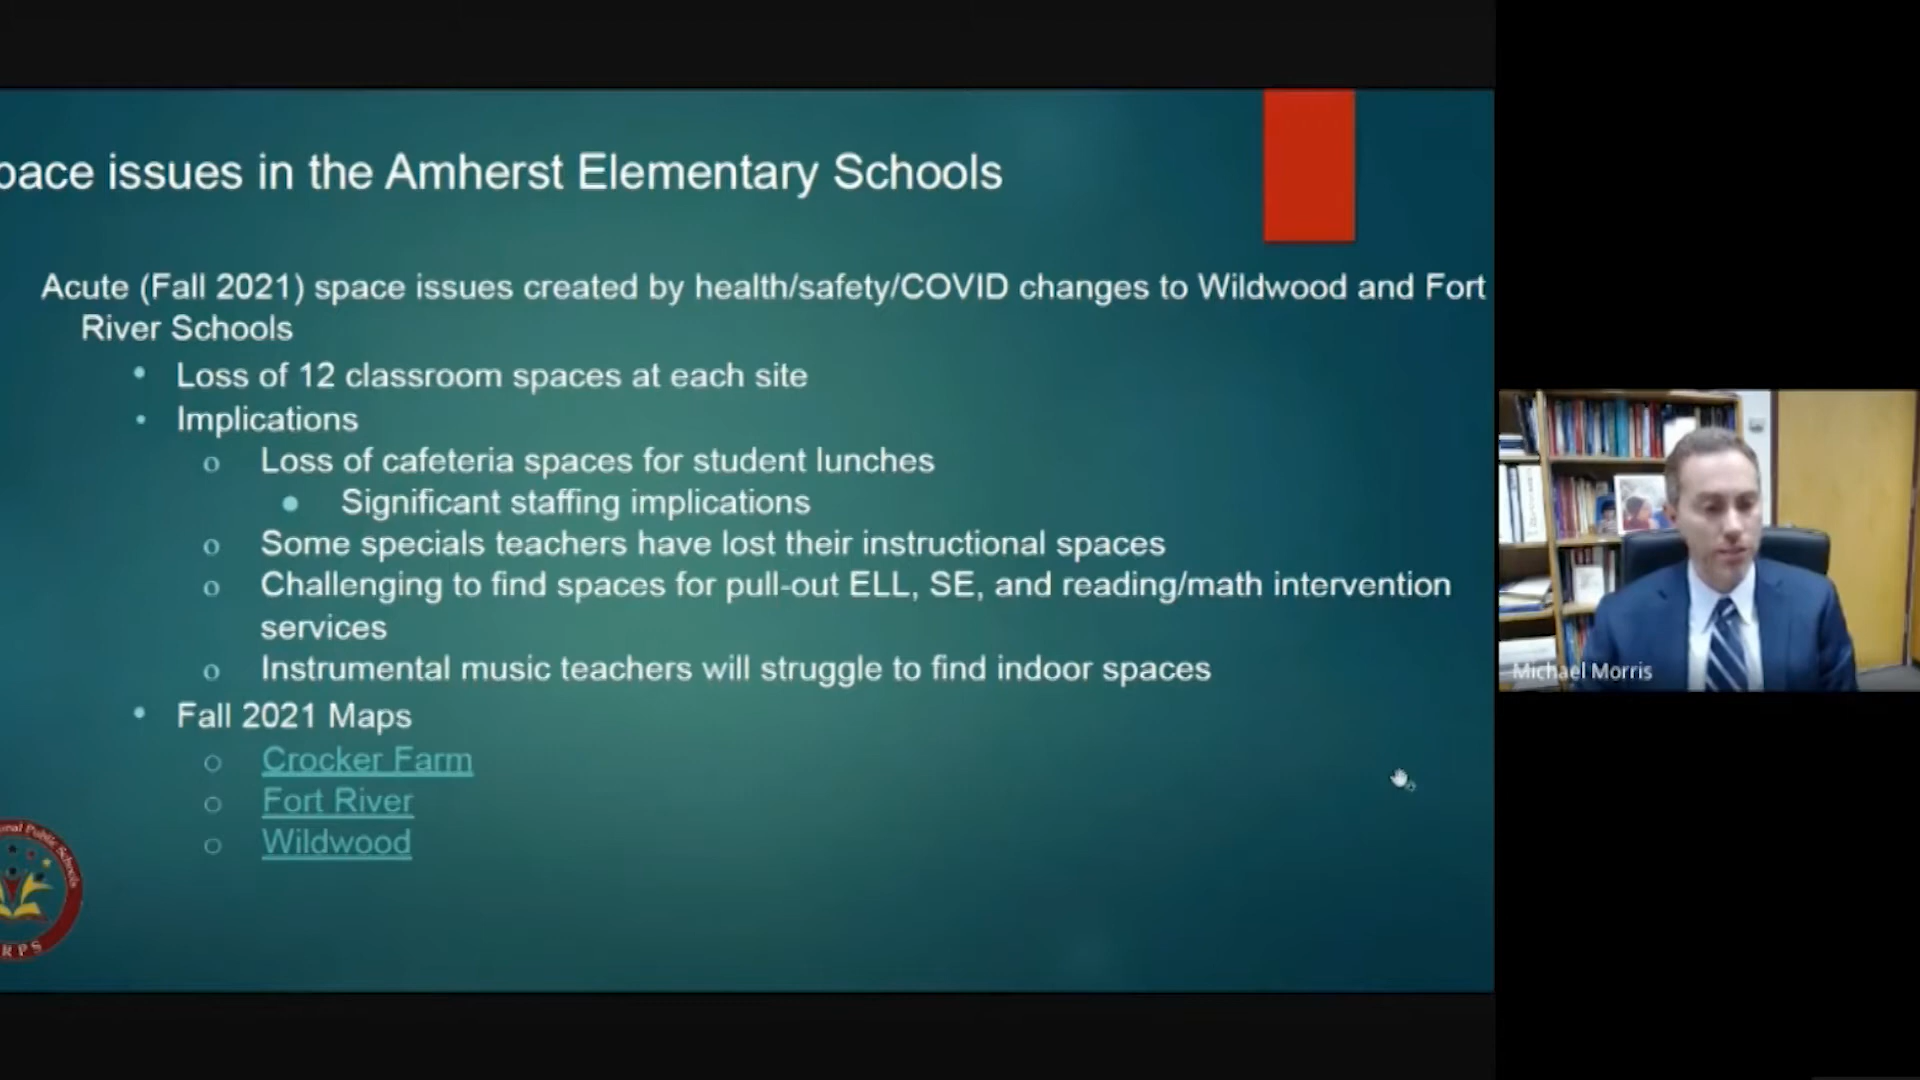 pace issues in the Amherst Elementary Schools
Acute (Fall 2021) space issues created by health/safety/COVID changes to Wildwood and Fort
River Schools
• Loss of 12 classroom spaces at each site
• Implications
o Loss of cafeteria spaces for student lunches
• Significant staffing implications
o Some specials teachers have lost their instructional spaces
o Challenging to find spaces for pull-out ELL, SE, and reading/math intervention
services
o Instrumental music teachers will struggle to find indoor spaces
• Fall 2021 Maps
o Crocker Farm
o Fort River
o Wildwood
onal Public Schools
RPS
Michael Morris